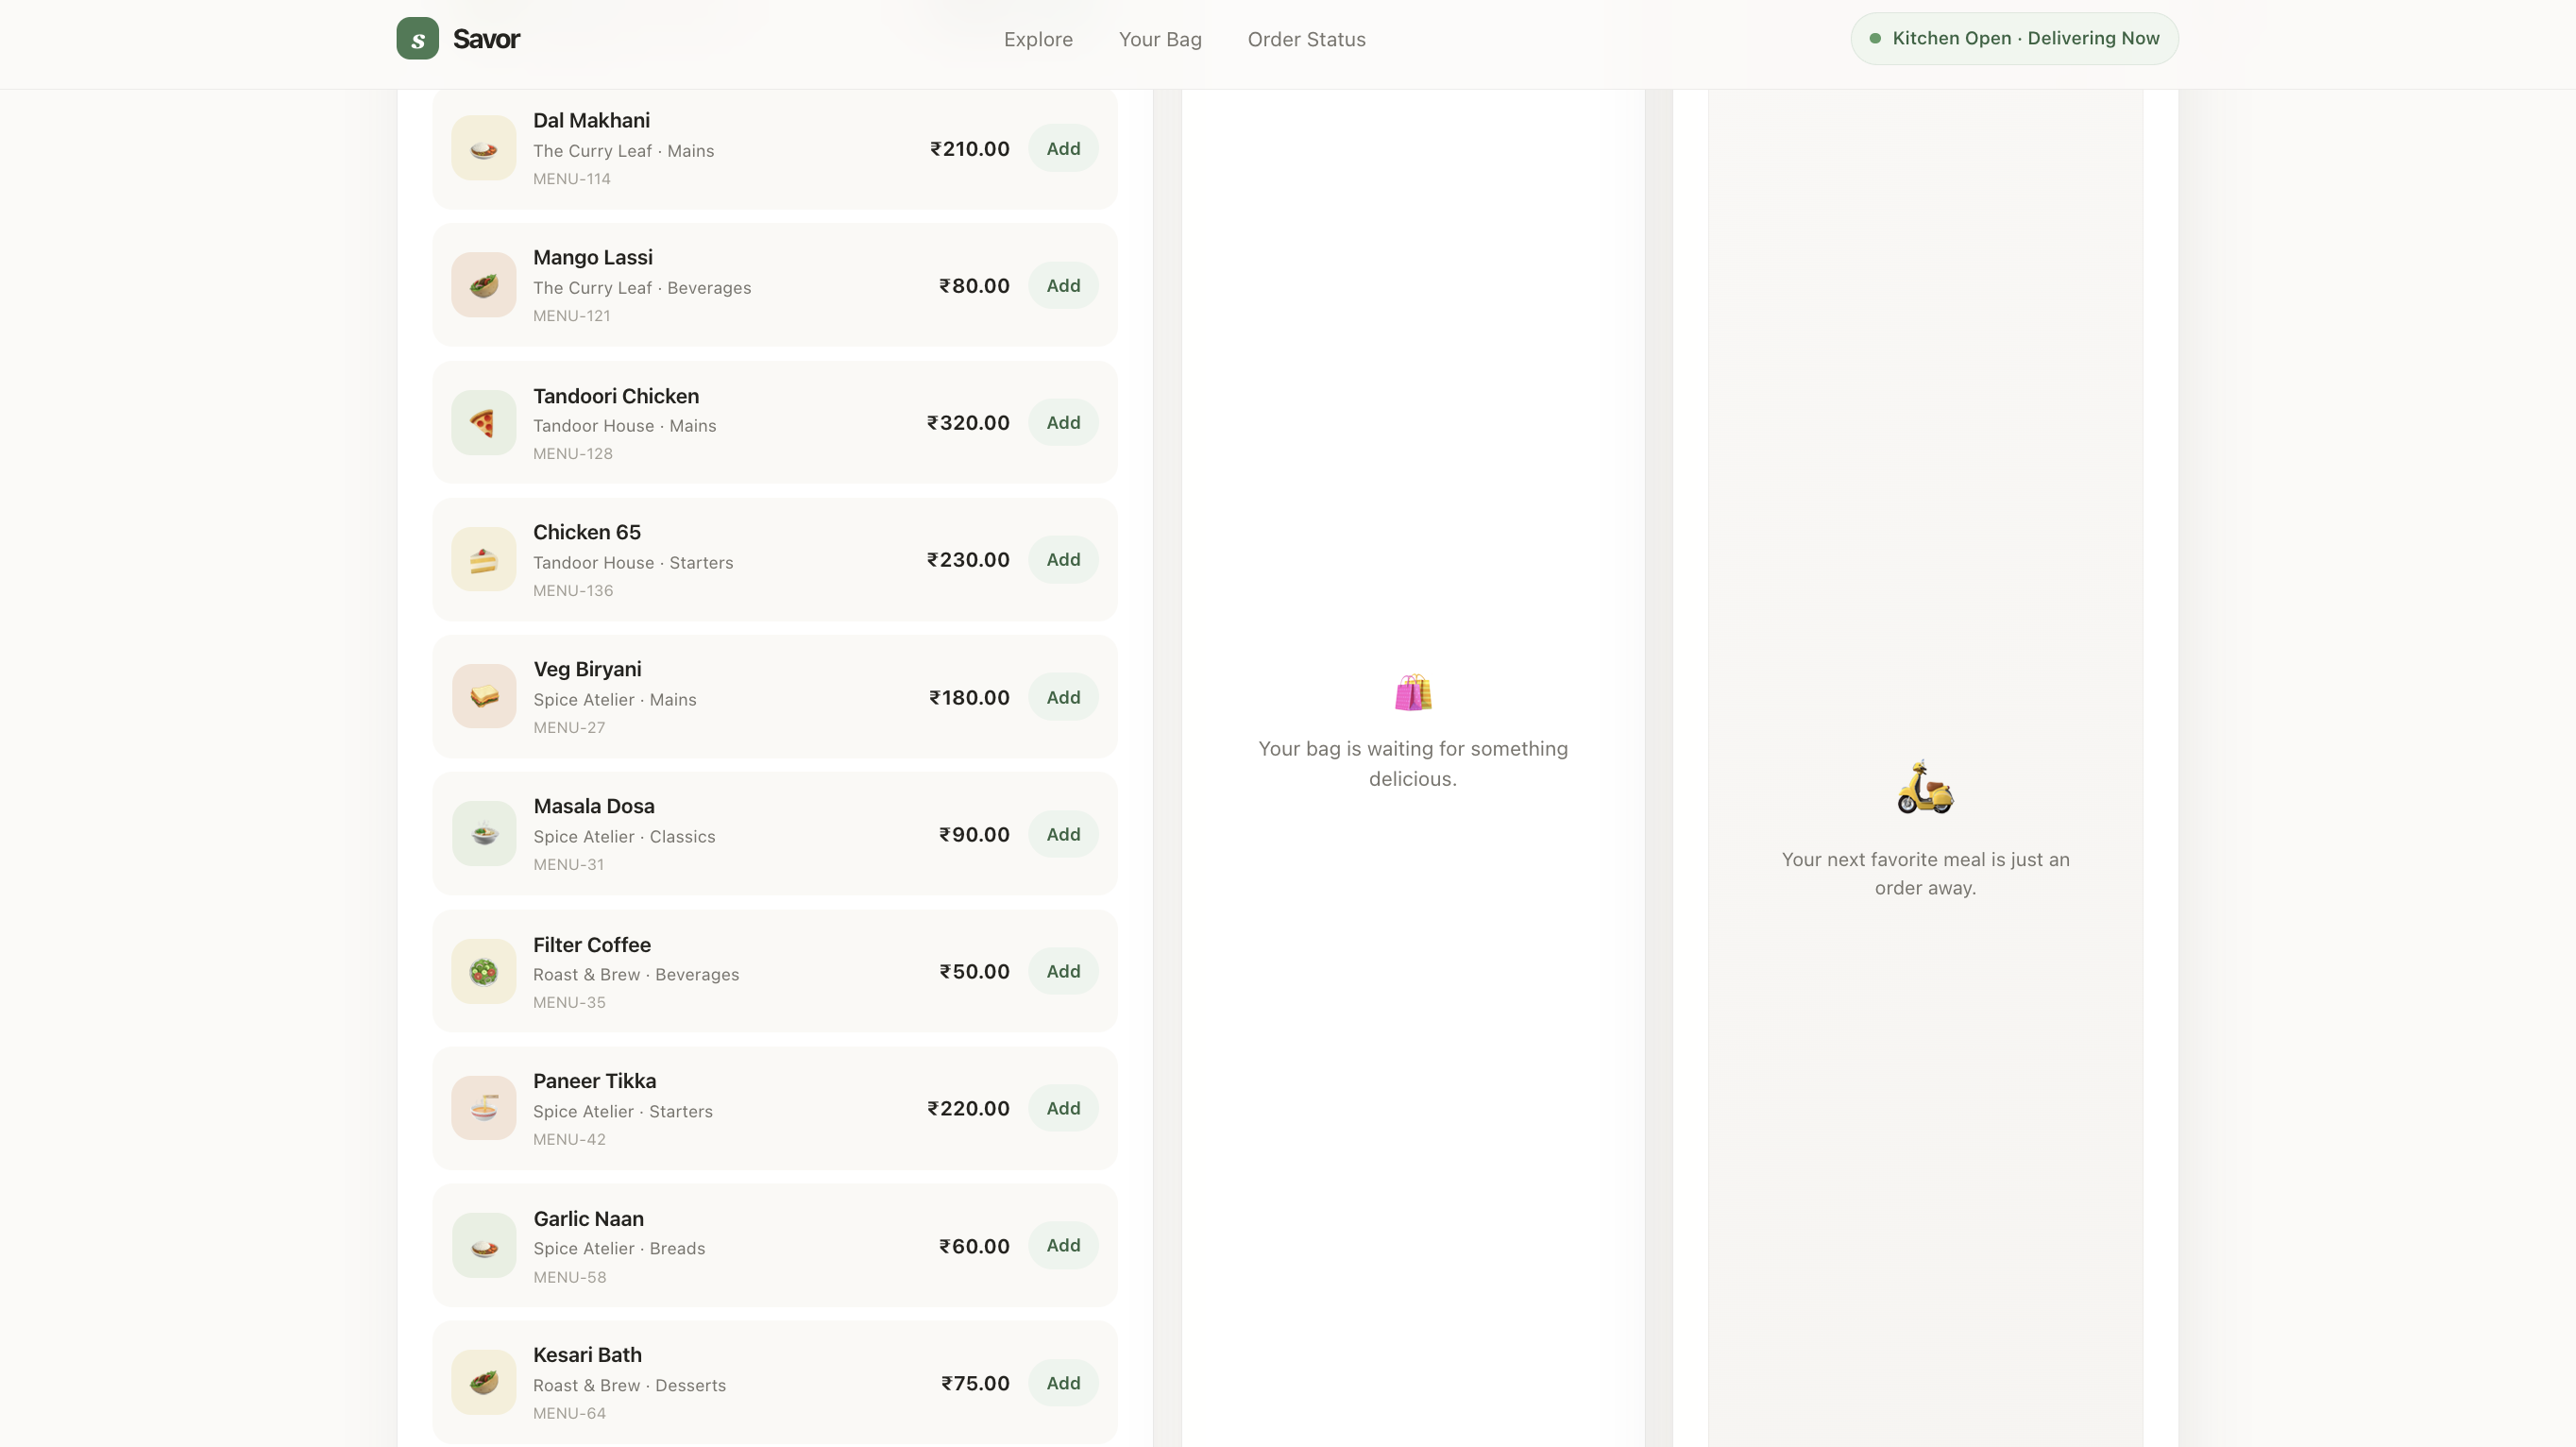 s Savor
Explore
Your Bag
Order Status
Kitchen Open · Delivering Now
Dal Makhani
The Curry Leaf · Mains
MENU-114
₹210.00
Add
Mango Lassi
The Curry Leaf · Beverages
MENU-121
₹80.00
Add
Tandoori Chicken
Tandoor House · Mains
MENU-128
₹320.00
Add
Chicken 65
Tandoor House · Starters
MENU-136
₹230.00
Add
Veg Biryani
Spice Atelier · Mains
MENU-27
₹180.00
Add
Masala Dosa
Spice Atelier · Classics
MENU-31
₹90.00
Add
Filter Coffee
Roast & Brew · Beverages
MENU-35
₹50.00
Add
Paneer Tikka
Spice Atelier · Starters
MENU-42
₹220.00
Add
Garlic Naan
Spice Atelier · Breads
MENU-58
₹60.00
Add
Kesari Bath
Roast & Brew · Desserts
MENU-64
₹75.00
Add
Your bag is waiting for something
delicious.
Your next favorite meal is just an
order away.